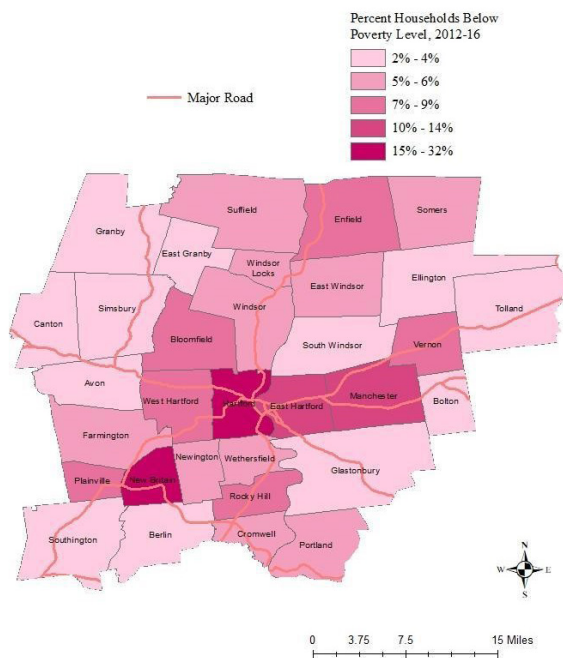 Percent Households Below
Poverty Level, 2012-16
2% - 4%
Major Road
5% - 6%
7% - 9%
10% - 14%
15% - 32%
Suffield
Enfield
Somers
Granby
East Granby
Windsor
Locks
East Windsor
Ellington
Windsor
Simsbury
Tolland
Canton
Bloomfield
South Windsor
Vernon
Avon
West Hartford
Hartford
East Hartford
Manchester
Bolton
Farmington
Newington
Wethersfield
Glastonbury
Plainville
New Britain
Rocky Hill
Southington
Berlin
Cromwell
Portland
N
W E
S
0 3.75 7.5 15 Miles